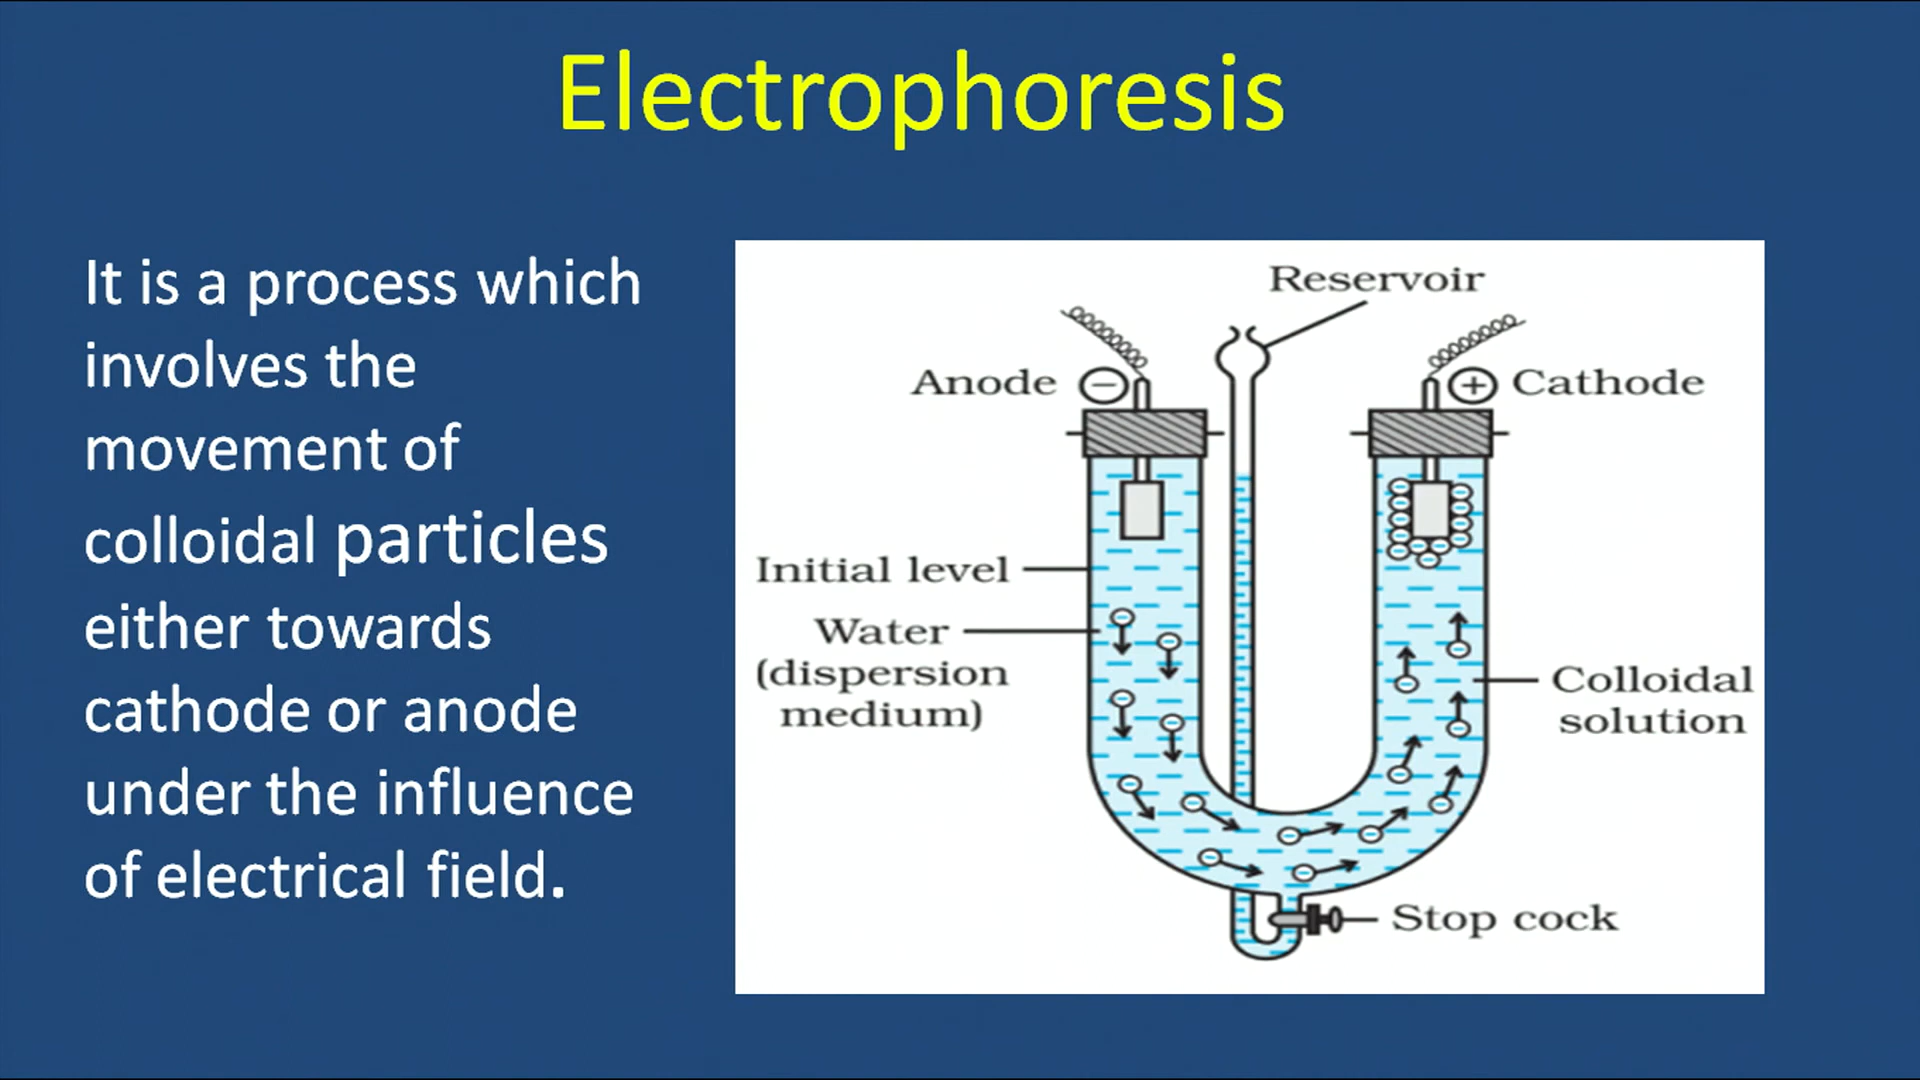 Electrophoresis
It is a process which
involves the
movement of
colloidal particles
either towards
cathode or anode
under the influence
of electrical field.
Reservoir
Anode −
+ Cathode
Initial level
Water
(dispersion
medium)
Colloidal
solution
Stop cock